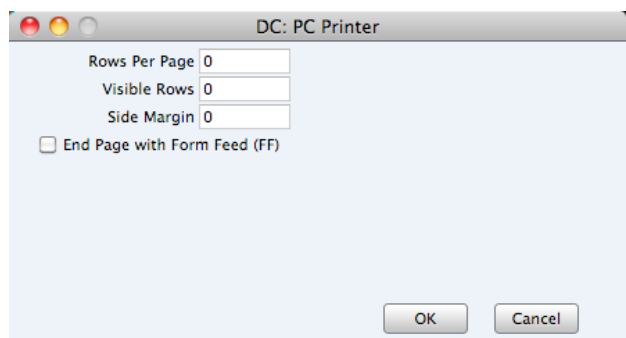 DC: PC Printer
Rows Per Page 0
Visible Rows 0
Side Margin 0
End Page with Form Feed (FF)
OK Cancel